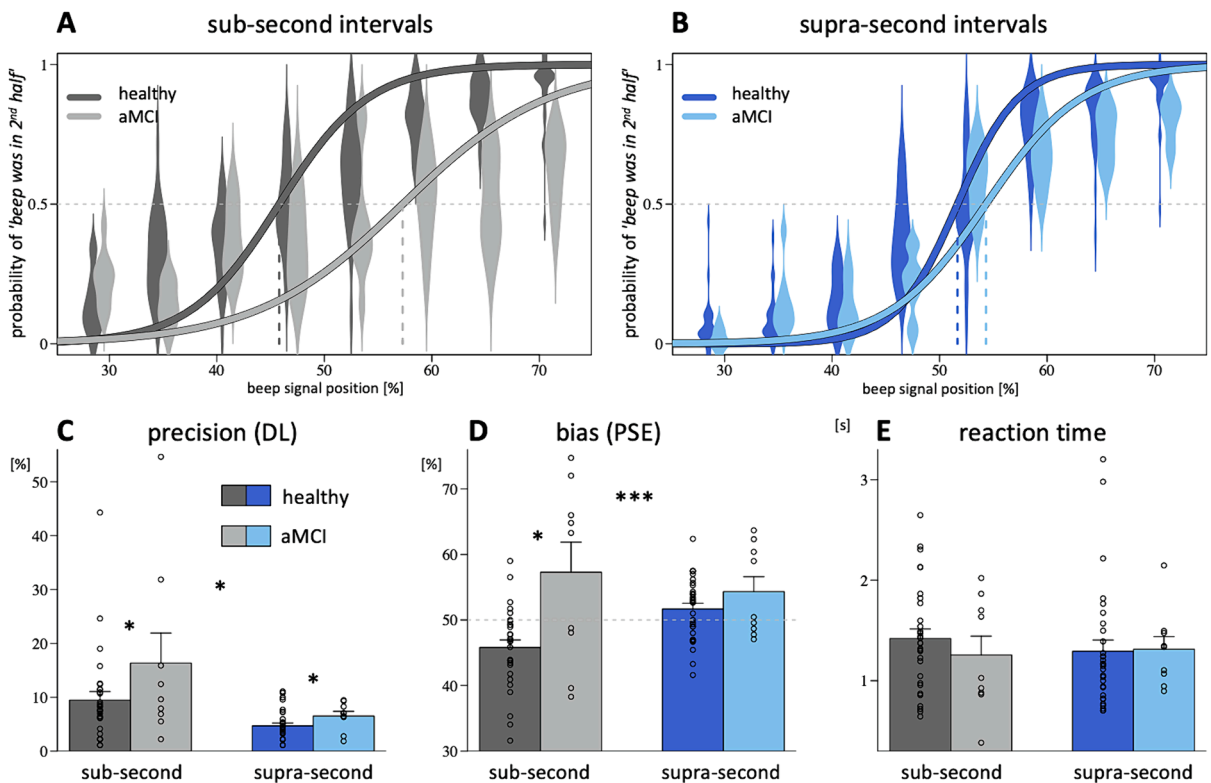 A sub-second intervals
probability of 'beep was in 2nd half'
1
0.5
0
healthy
aMCI
30 40 50 60 70
beep signal position [%]
B supra-second intervals
probability of 'beep was in 2nd half'
1
0.5
0
healthy
aMCI
50 60 70
beep signal position [%]
C precision (DL)
[%]
50
40
30
20
10
0
healthy
aMCI
*
*
*
sub-second supra-second
D bias (PSE)
[%]
70
60
50
40
30
*
***
sub-second supra-second
[s]
E reaction time
3
2
1
sub-second supra-second